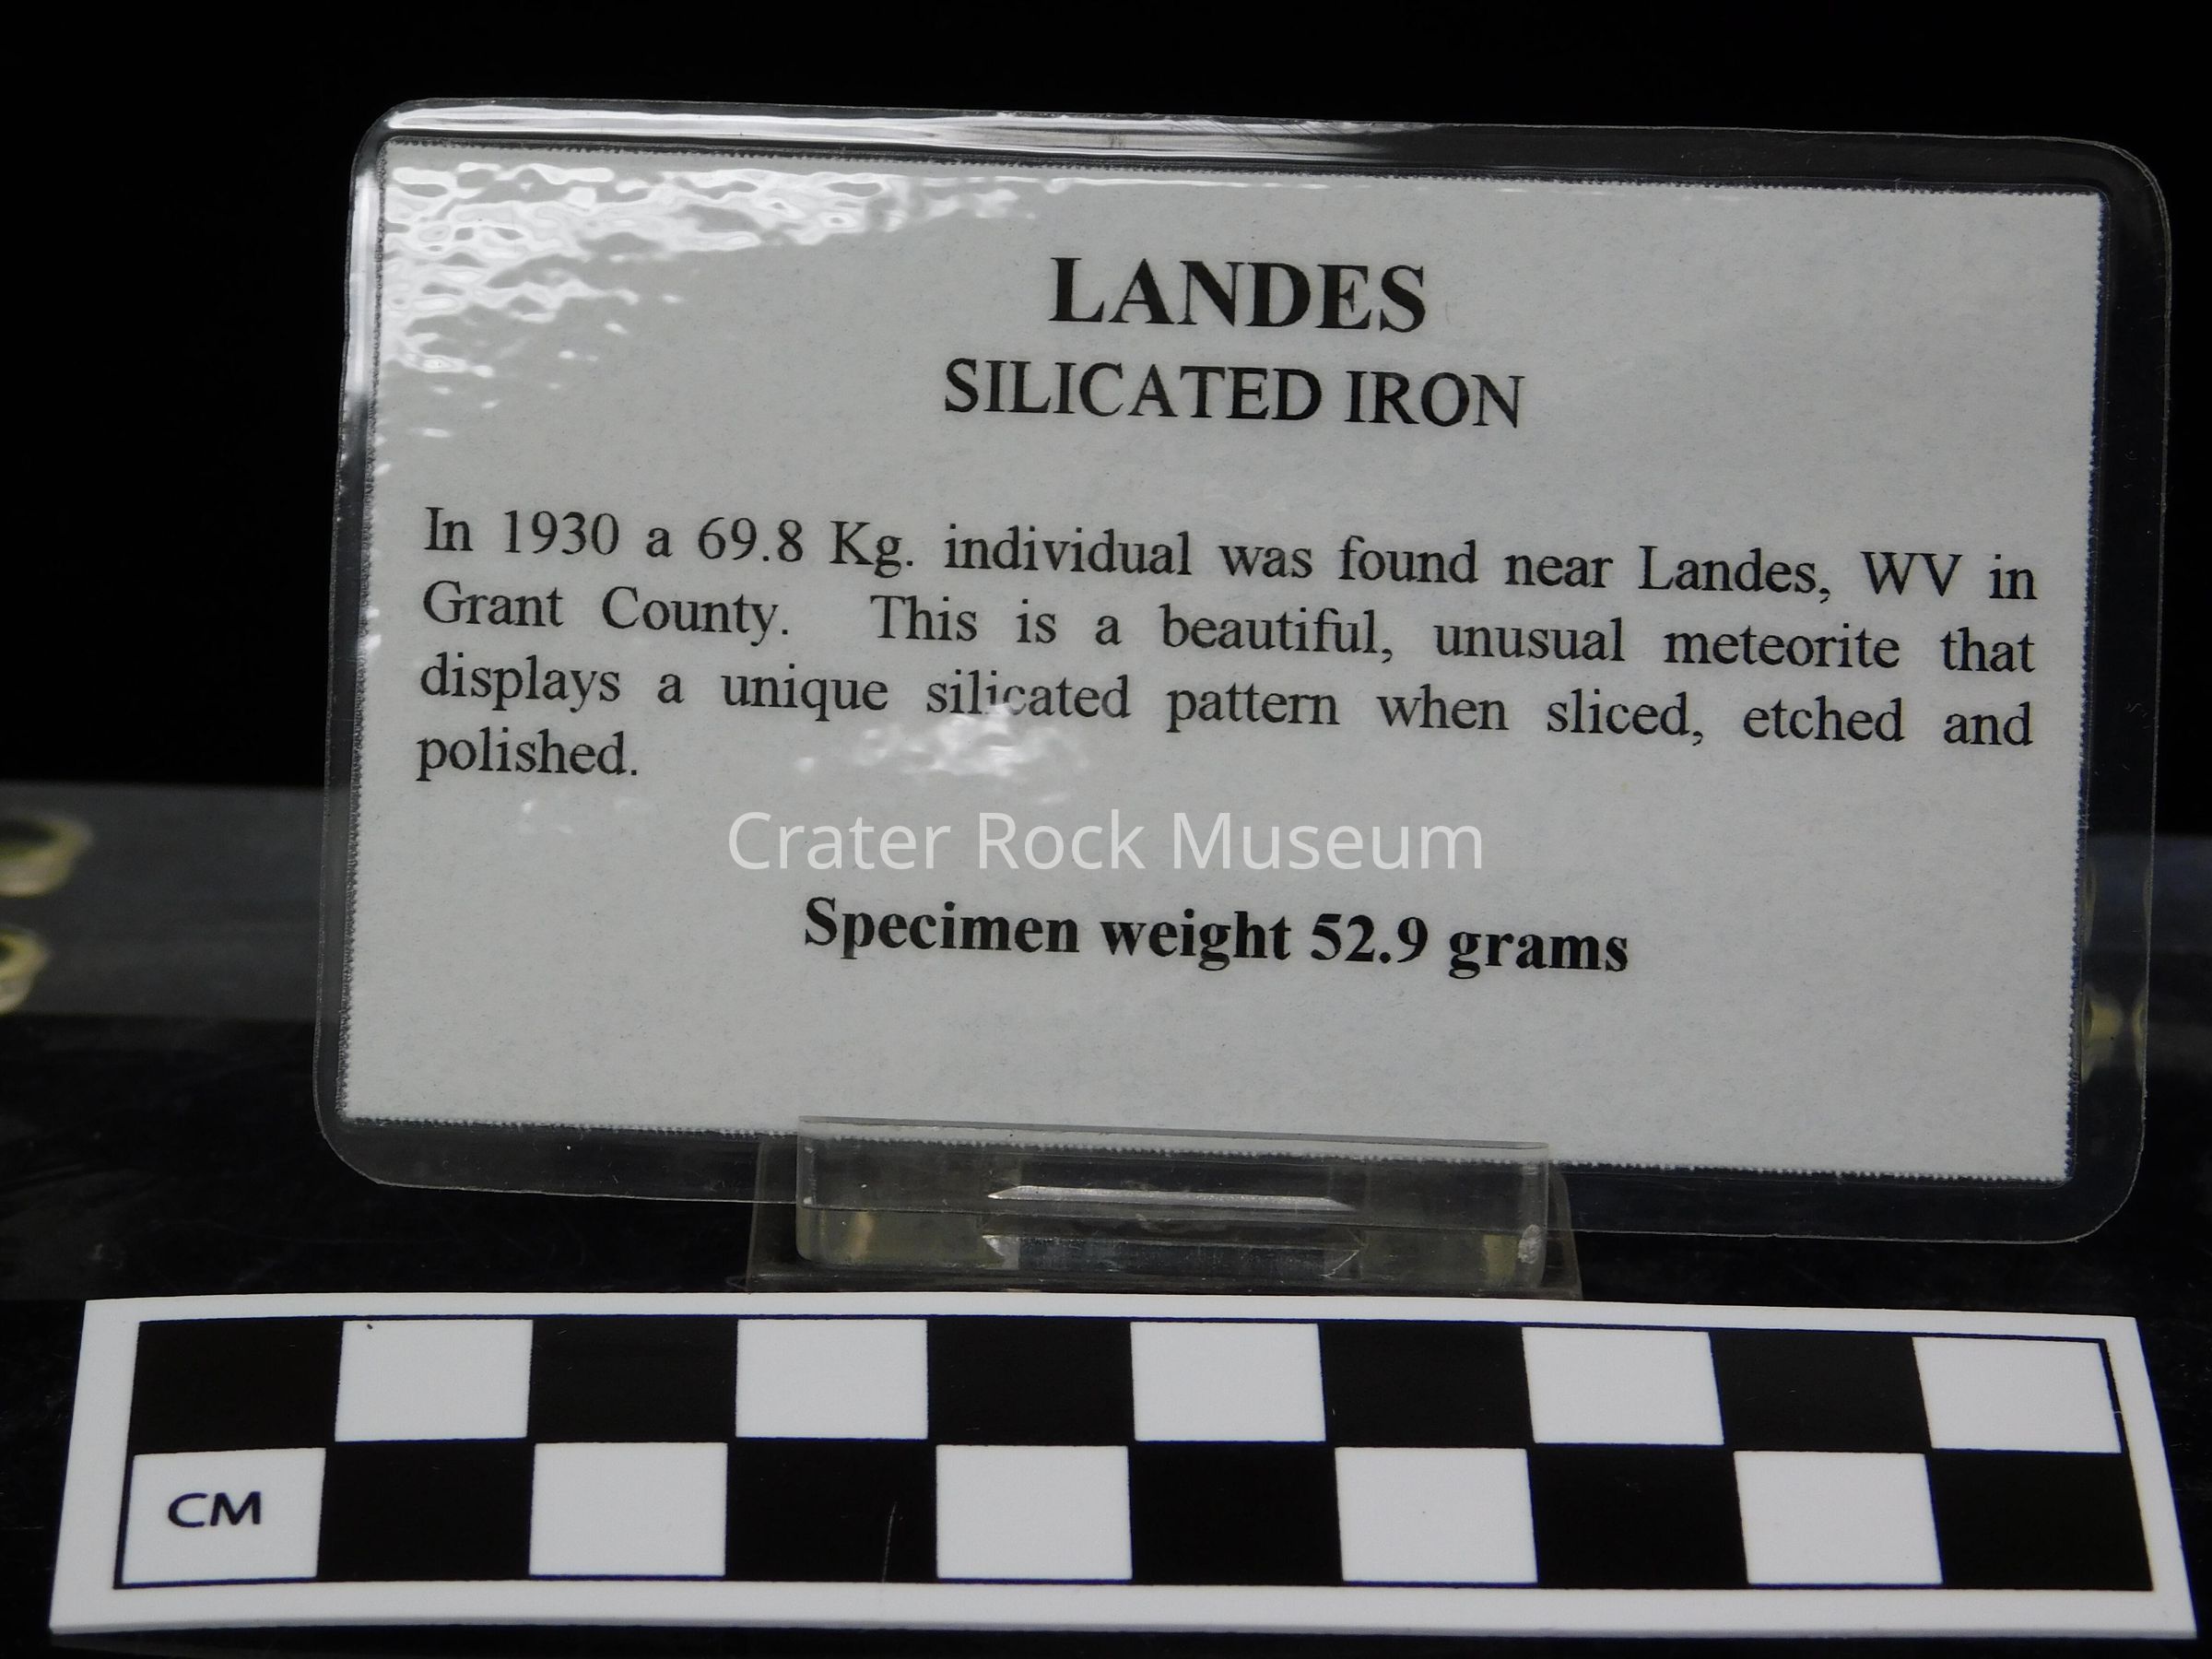 LANDES
SILICATED IRON
In 1930 a 69.8 Kg. individual was found near Landes, WV in
Grant County. This is a beautiful, unusual meteorite that
displays a unique silicated pattern when sliced, etched and
polished.
Crater Rock Museum
Specimen weight 52.9 grams
CM